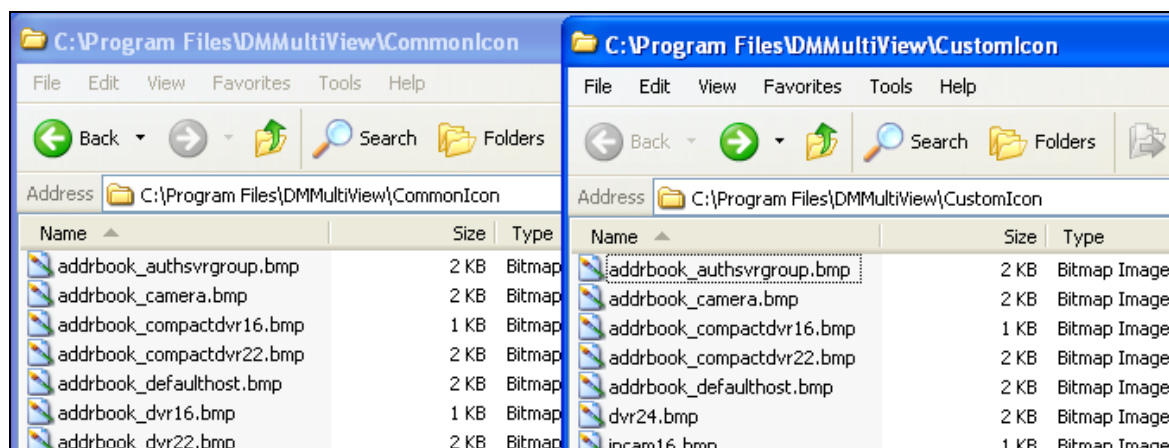 C:\Program Files\DMMultiView\CommonIcon
File Edit View Favorites Tools Help
Back Search Folders
Address C:\Program Files\DMMultiView\CommonIcon
Name Size Type
addrbook_authsvrgroup.bmp 2 KB Bitmap
addrbook_camera.bmp 2 KB Bitmap
addrbook_compactdvr16.bmp 1 KB Bitmap
addrbook_compactdvr22.bmp 2 KB Bitmap
addrbook_defaulthost.bmp 2 KB Bitmap
addrbook_dvr16.bmp 1 KB Bitmap
addrbook_dvr22.bmp 2 KB Bitmap
C:\Program Files\DMMultiView\CustomIcon
File Edit View Favorites Tools Help
Back Search Folders
Address C:\Program Files\DMMultiView\CustomIcon
Name Size Type
addrbook_authsvrgroup.bmp 2 KB Bitmap Image
addrbook_camera.bmp 2 KB Bitmap Image
addrbook_compactdvr16.bmp 1 KB Bitmap Image
addrbook_compactdvr22.bmp 2 KB Bitmap Image
addrbook_defaulthost.bmp 2 KB Bitmap Image
dvr24.bmp 2 KB Bitmap Image
ipcam16.bmp 1 KB Bitmap Image